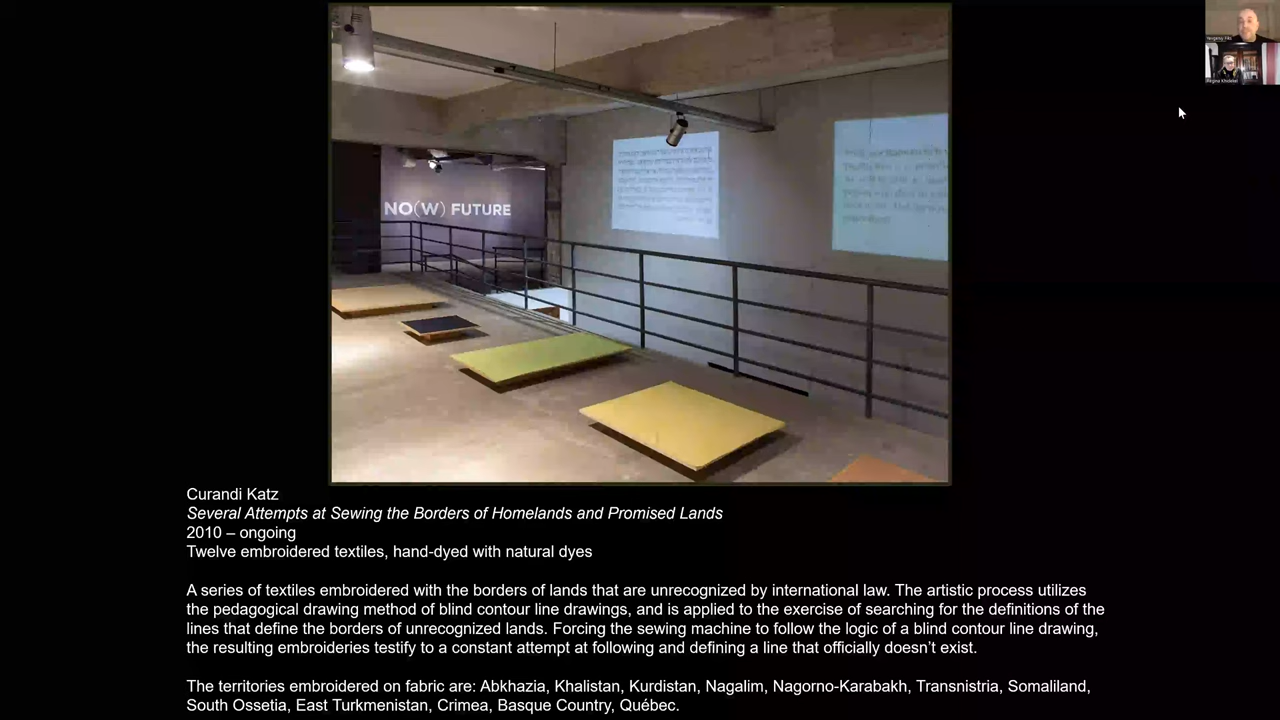 NO(W) FUTURE
Curandi Katz
Several Attempts at Sewing the Borders of Homelands and Promised Lands
2010 – ongoing
Twelve embroidered textiles, hand-dyed with natural dyes
A series of textiles embroidered with the borders of lands that are unrecognized by international law. The artistic process utilizes
the pedagogical drawing method of blind contour line drawings, and is applied to the exercise of searching for the definitions of the
lines that define the borders of unrecognized lands. Forcing the sewing machine to follow the logic of a blind contour line drawing,
the resulting embroideries testify to a constant attempt at following and defining a line that officially doesn’t exist.
The territories embroidered on fabric are: Abkhazia, Khalistan, Kurdistan, Nagalim, Nagorno-Karabakh, Transnistria, Somaliland,
South Ossetia, East Turkmenistan, Crimea, Basque Country, Québec.